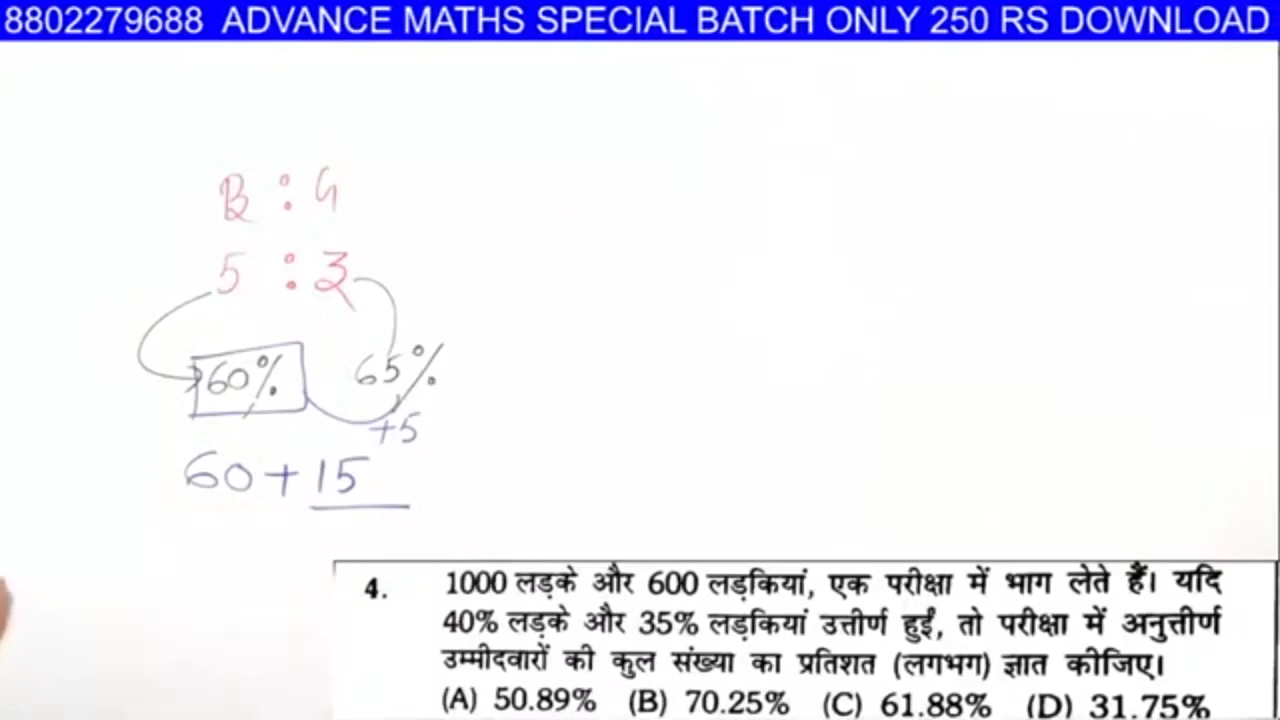 8802279688 ADVANCE MATHS SPECIAL BATCH ONLY 250 RS DOWNLOAD
B : G
5 : 3
60% 65%
+5
60 + 15
4. 1000 लड़के और 600 लड़कियां, एक परीक्षा में भाग लेते हैं। यदि
40% लड़के और 35% लड़कियां उत्तीर्ण हुईं, तो परीक्षा में अनुत्तीर्ण
उम्मीदवारों की कुल संख्या का प्रतिशत (लगभग) ज्ञात कीजिए।
(A) 50.89% (B) 70.25% (C) 61.88% (D) 31.75%